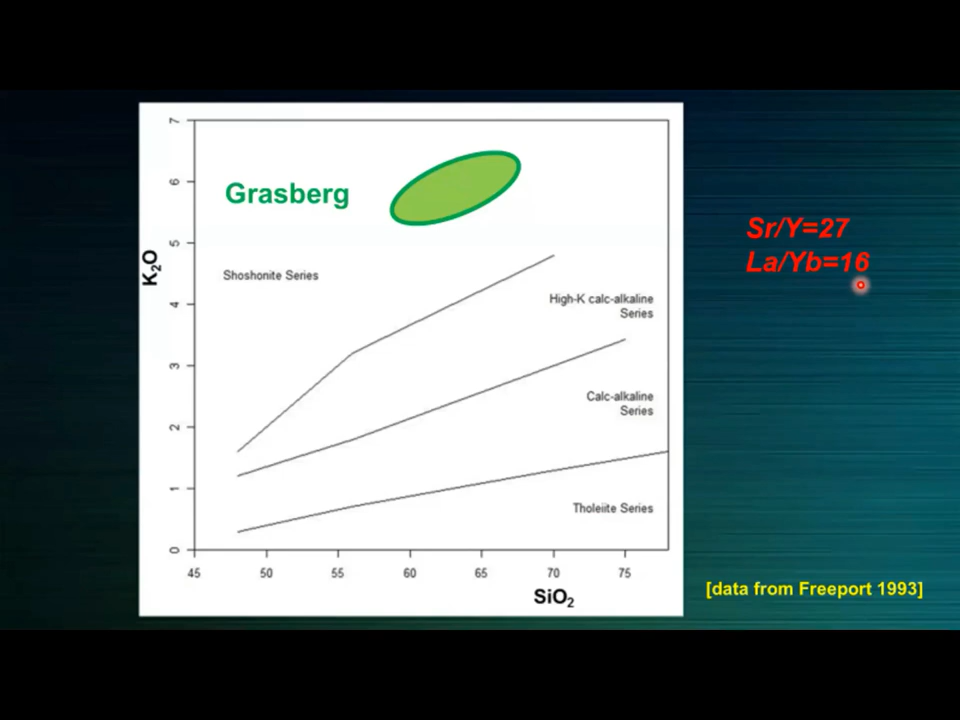 7
6
5
4
3
2
1
0
K₂O
Grasberg
Shoshonite Series
High-K calc-alkaline
Series
Calc-alkaline
Series
Tholeiite Series
45 50 55 60 65 70 75
SiO₂
Sr/Y=27
La/Yb=16
[data from Freeport 1993]